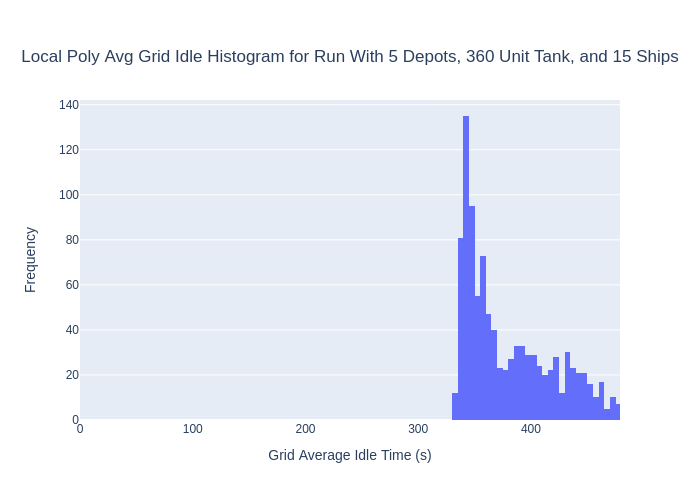 Local Poly Avg Grid Idle Histogram for Run With 5 Depots, 360 Unit Tank, and 15 Ships
140
120
100
80
60
40
20
0
Frequency
0 100 200 300 400
Grid Average Idle Time (s)